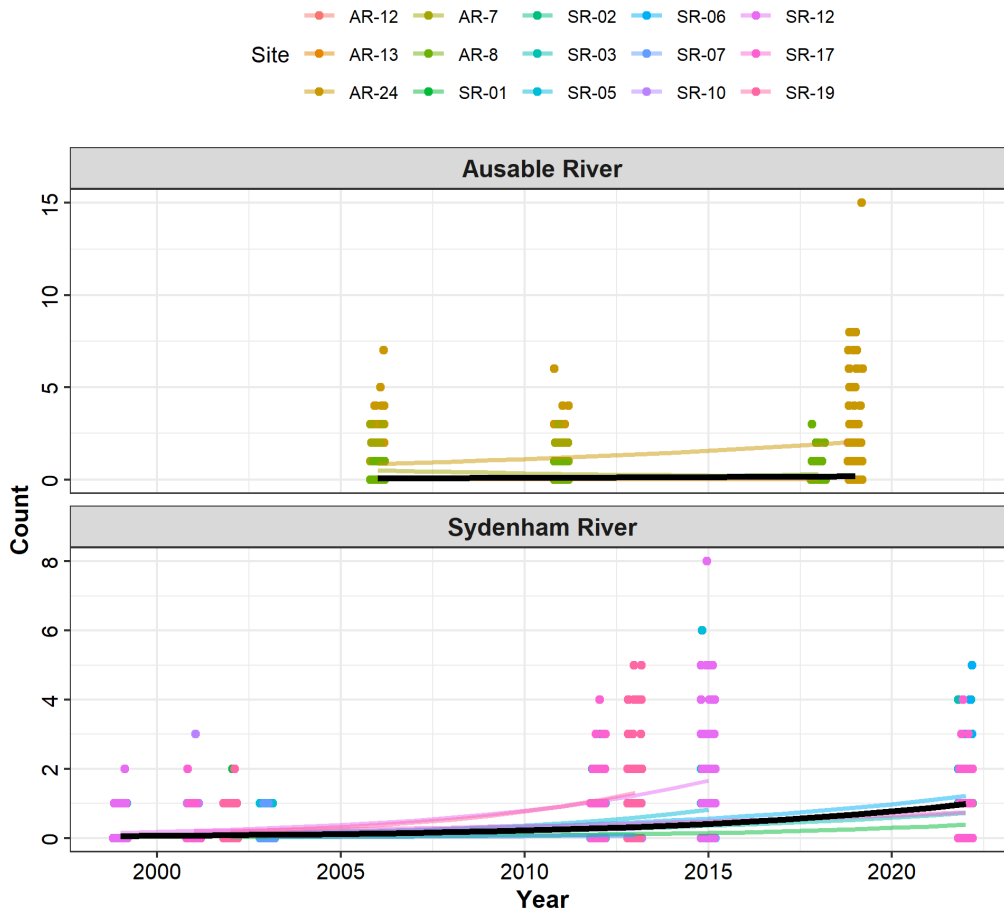 AR-12 AR-7 SR-02 SR-06 SR-12
Site AR-13 AR-8 SR-03 SR-07 SR-17
AR-24 SR-01 SR-05 SR-10 SR-19
Ausable River
15
10
5
0
Count
Sydenham River
8
6
4
2
0
2000 2005 2010 2015 2020
Year